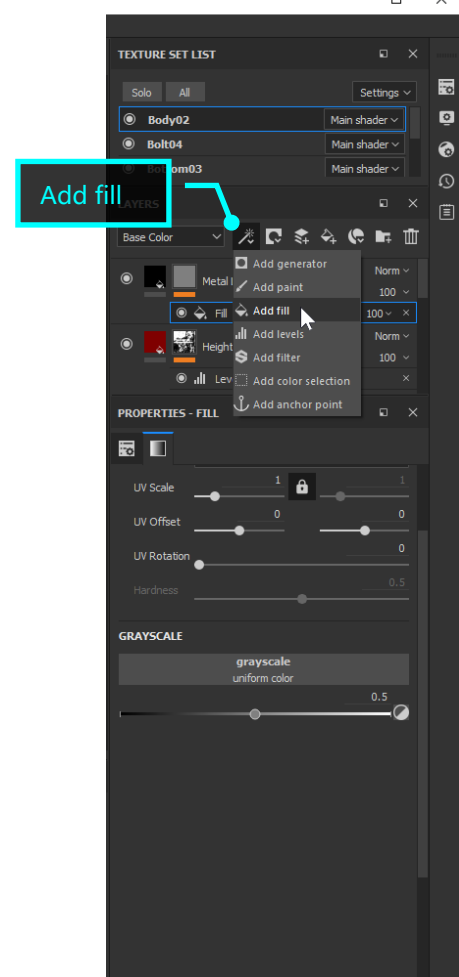 TEXTURE SET LIST
Solo All Settings
Body02 Main shader
Bolt04 Main shader
Bottom03 Main shader
Add fill
LAYERS
Base Color
Add generator
Add paint
Add fill
Add levels
Add filter
Add color selection
Add anchor point
Metal Norm
100
Fill 100
Height Norm
100
Lev
PROPERTIES - FILL
UV Scale 1 1
UV Offset 0 0
UV Rotation 0
Hardness 0.5
GRAYSCALE
grayscale
uniform color
0.5